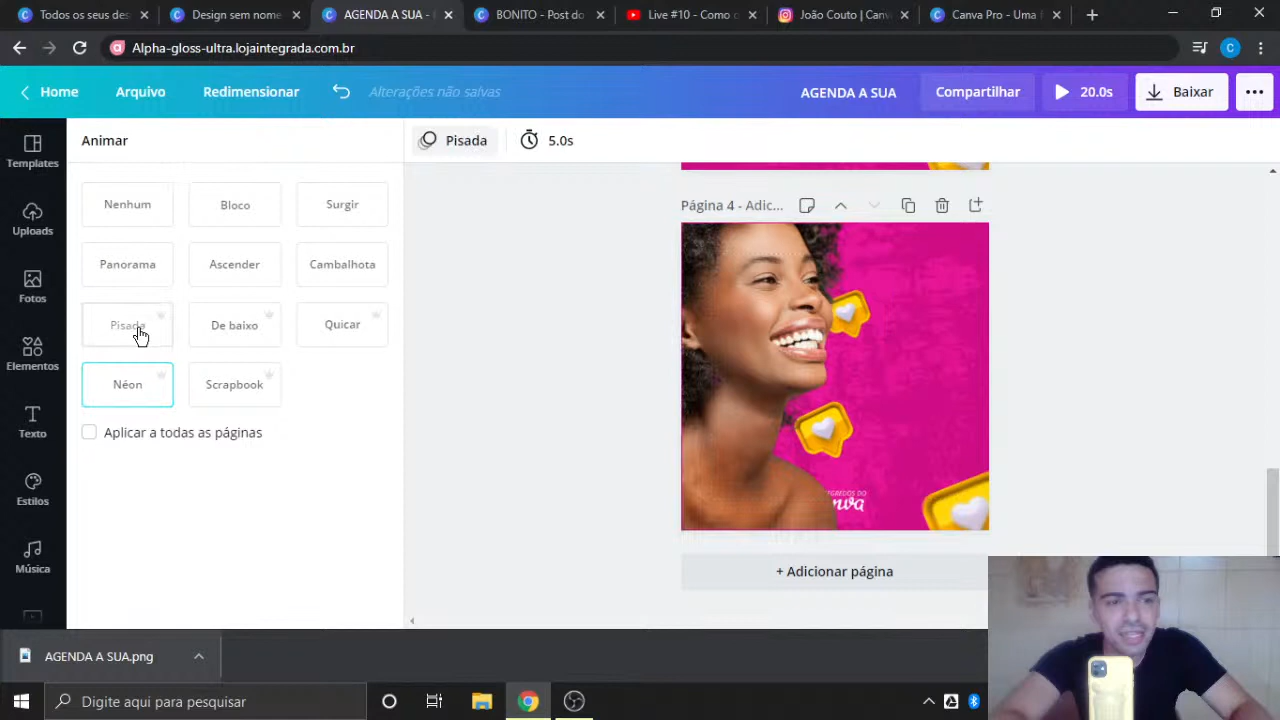 Todos os seus des
Design sem nome
AGENDA A SUA -
BONITO - Post do
Live #10 - Como
João Couto | Can
Canva Pro - Uma
Alpha-gloss-ultra.lojaintegrada.com.br
C
Home
Arquivo
Redimensionar
Alterações não salvas
AGENDA A SUA
Compartilhar
20.0s
Baixar
Animar
Pisada
5.0s
Templates
Uploads
Fotos
Elementos
Texto
Estilos
Música
Nenhum
Bloco
Surgir
Panorama
Ascender
Cambalhota
Pisada
De baixo
Quicar
Néon
Scrapbook
Aplicar a todas as páginas
Página 4 - Adic...
+ Adicionar página
AGENDA A SUA.png
Digite aqui para pesquisar